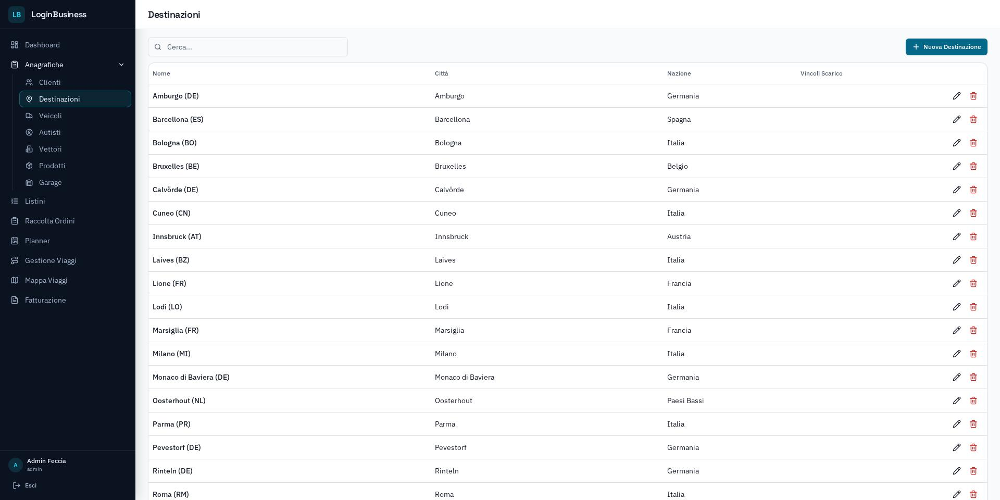 LB LoginBusiness
Dashboard
Anagrafiche
Clienti
Destinazioni
Veicoli
Autisti
Vettori
Prodotti
Garage
Listini
Raccolta Ordini
Planner
Gestione Viaggi
Mappa Viaggi
Fatturazione
A Admin Feccia
admin
Esci
Destinazioni
Cerca... Nuova Destinazione
Nome Città Nazione Vincoli Scarico
Amburgo (DE) Amburgo Germania
Barcellona (ES) Barcellona Spagna
Bologna (BO) Bologna Italia
Bruxelles (BE) Bruxelles Belgio
Calvörde (DE) Calvörde Germania
Cuneo (CN) Cuneo Italia
Innsbruck (AT) Innsbruck Austria
Laives (BZ) Laives Italia
Lione (FR) Lione Francia
Lodi (LO) Lodi Italia
Marsiglia (FR) Marsiglia Francia
Milano (MI) Milano Italia
Monaco di Baviera (DE) Monaco di Baviera Germania
Oosterhout (NL) Oosterhout Paesi Bassi
Parma (PR) Parma Italia
Pevestorf (DE) Pevestorf Germania
Rinteln (DE) Rinteln Germania
Roma (RM) Roma Italia